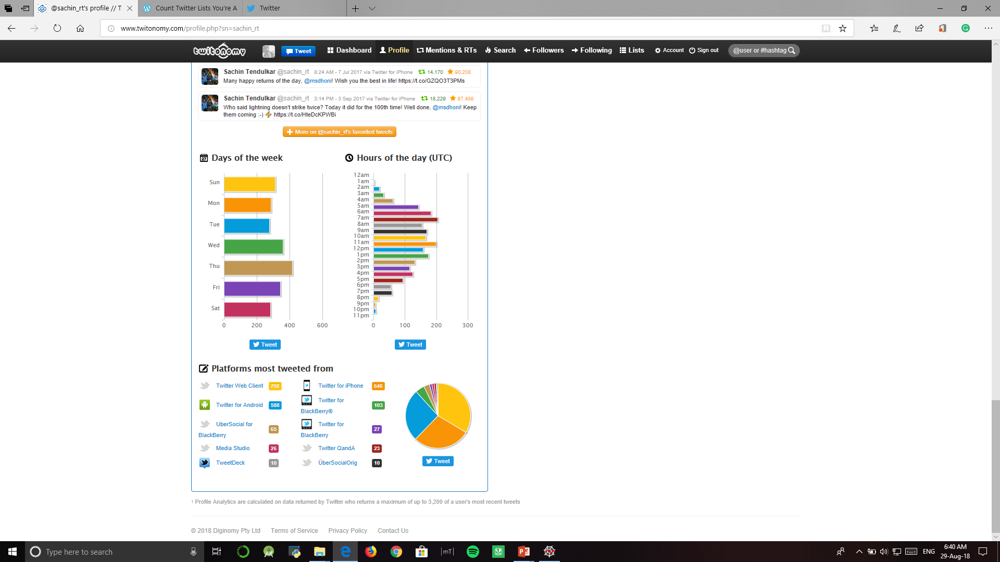 @sachin_rt's profile // T
Count Twitter Lists You're A
Twitter
www.twitonomy.com/profile.php?sn=sachin_rt
twitonomy
Tweet
Dashboard
Profile
Mentions & RTs
Search
Followers
Following
Lists
Account
Sign out
@user or #hashtag
Sachin Tendulkar @sachin_rt 8:24 AM - 7 Jul 2017 via Twitter for iPhone 14,170 90,208
Many happy returns of the day, @msdhoni! Wish you the best in life! https://t.co/GZQO3T3PMs
Sachin Tendulkar @sachin_rt 3:14 PM - 3 Sep 2017 via Twitter for iPhone 18,229 87,489
Who said lightning doesn't strike twice? Today it did for the 100th time! Well done, @msdhoni! Keep
them coming :-) ⚡ https://t.co/HteDcKPWBi
More on @sachin_rt's favorited tweets
27 Days of the week
Sun
Mon
Tue
Wed
Thu
Fri
Sat
0 200 400 600
Tweet
Hours of the day (UTC)
12am
1am
2am
3am
4am
5am
6am
7am
8am
9am
10am
11am
12pm
1pm
2pm
3pm
4pm
5pm
6pm
7pm
8pm
9pm
10pm
11pm
0 100 200 300
Tweet
Platforms most tweeted from
Twitter Web Client 758
Twitter for iPhone 646
Twitter for Android 588
Twitter for
BlackBerry® 103
UberSocial for
BlackBerry 65
Twitter for
BlackBerry 27
Media Studio 26
Twitter QandA 23
TweetDeck 10
ÜberSocialOrig 10
Tweet
¹ Profile Analytics are calculated on data returned by Twitter who returns a maximum of up to 3,200 of a user's most recent tweets
© 2018 Diginomy Pty Ltd Terms of Service Privacy Policy Contact Us
Type here to search
mT
ENG
6:40 AM
29-Aug-18